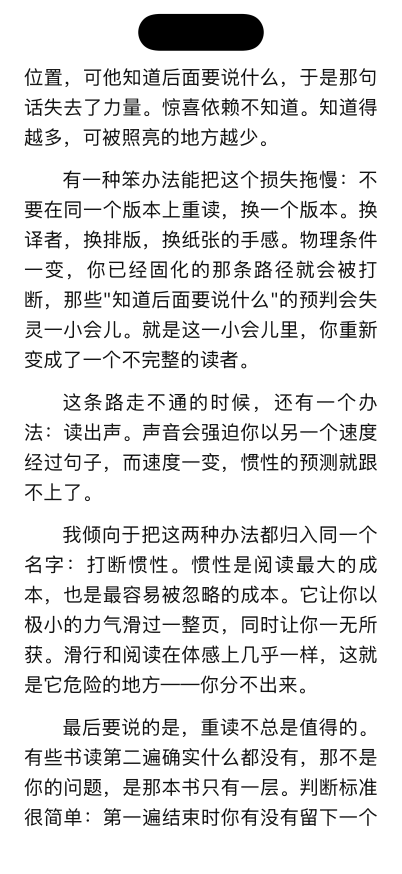 位置，可他知道后面要说什么，于是那句
话失去了力量。惊喜依赖不知道。知道得
越多，可被照亮的地方越少。
有一种笨办法能把这个损失拖慢：不
要在同一个版本上重读，换一个版本。换
译者，换排版，换纸张的手感。物理条件
一变，你已经固化的那条路径就会被打
断，那些"知道后面要说什么"的预判会失
灵一小会儿。就是这一小会儿里，你重新
变成了一个不完整的读者。
这条路走不通的时候，还有一个办
法：读出声。声音会强迫你以另一个速度
经过句子，而速度一变，惯性的预测就跟
不上了。
我倾向于把这两种办法都归入同一个
名字：打断惯性。惯性是阅读最大的成
本，也是最容易被忽略的成本。它让你以
极小的力气滑过一整页，同时让你一无所
获。滑行和阅读在体感上几乎一样，这就
是它危险的地方——你分不出来。
最后要说的是，重读不总是值得的。
有些书读第二遍确实什么都没有，那不是
你的问题，是那本书只有一层。判断标准
很简单：第一遍结束时你有没有留下一个